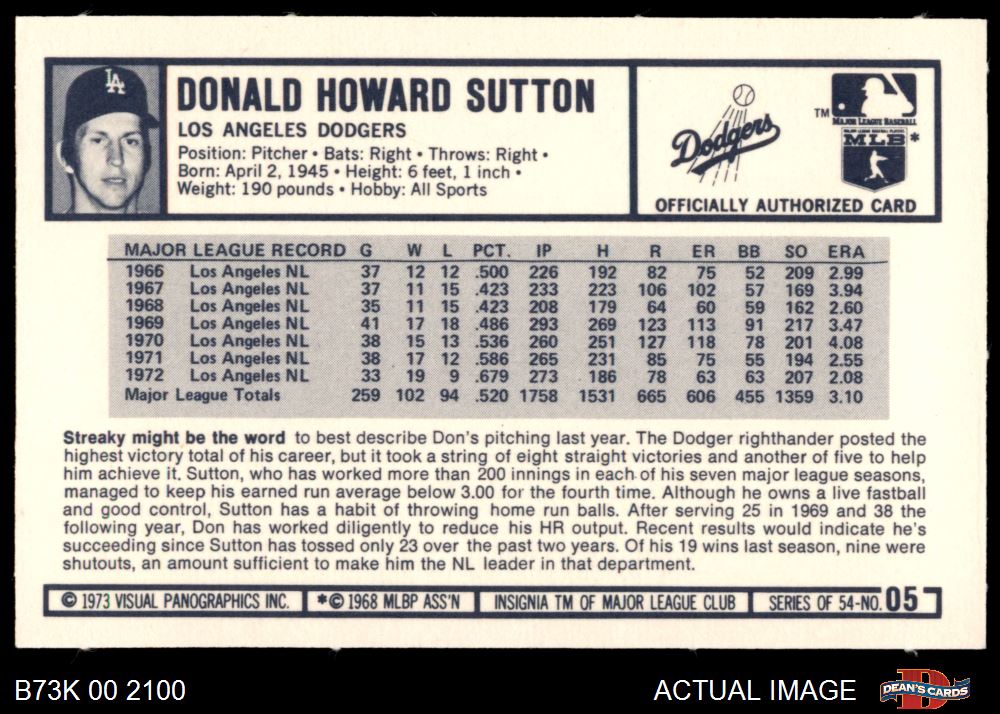 LA
DONALD HOWARD SUTTON
LOS ANGELES DODGERS
Position: Pitcher • Bats: Right • Throws: Right •
Born: April 2, 1945 • Height: 6 feet, 1 inch •
Weight: 190 pounds • Hobby: All Sports
Dodgers
TM
MAJOR LEAGUE BASEBALL
MAJOR LEAGUE BASEBALL PLAYERS
MLB *
OFFICIALLY AUTHORIZED CARD
MAJOR LEAGUE RECORD G W L PCT. IP H R ER BB SO ERA
1966 Los Angeles NL 37 12 12 .500 226 192 82 75 52 209 2.99
1967 Los Angeles NL 37 11 15 .423 233 223 106 102 57 169 3.94
1968 Los Angeles NL 35 11 15 .423 208 179 64 60 59 162 2.60
1969 Los Angeles NL 41 17 18 .486 293 269 123 113 91 217 3.47
1970 Los Angeles NL 38 15 13 .536 260 251 127 118 78 201 4.08
1971 Los Angeles NL 38 17 12 .586 265 231 85 75 55 194 2.55
1972 Los Angeles NL 33 19 9 .679 273 186 78 63 63 207 2.08
Major League Totals 259 102 94 .520 1758 1531 665 606 455 1359 3.10
Streaky might be the word to best describe Don's pitching last year. The Dodger righthander posted the
highest victory total of his career, but it took a string of eight straight victories and another of five to help
him achieve it. Sutton, who has worked more than 200 innings in each of his seven major league seasons,
managed to keep his earned run average below 3.00 for the fourth time. Although he owns a live fastball
and good control, Sutton has a habit of throwing home run balls. After serving 25 in 1969 and 38 the
following year, Don has worked diligently to reduce his HR output. Recent results would indicate he's
succeeding since Sutton has tossed only 23 over the past two years. Of his 19 wins last season, nine were
shutouts, an amount sufficient to make him the NL leader in that department.
© 1973 VISUAL PANOGRAPHICS INC. *© 1968 MLBP ASS'N INSIGNIA TM OF MAJOR LEAGUE CLUB SERIES OF 54-NO. 05
B73K 00 2100
ACTUAL IMAGE
D
DEAN'S CARDS